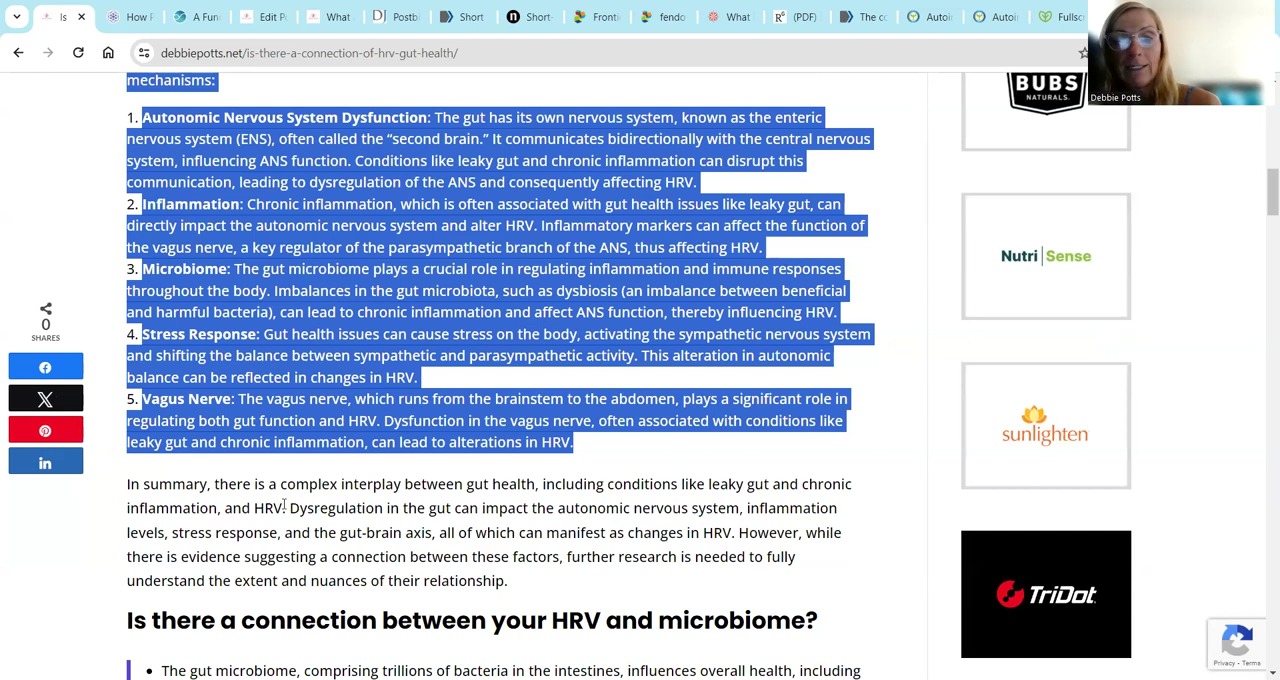 Is
How F
A Fun
Edit P
What
Postb
Short
Short-
Fronti
fendo
What
(PDF)
The c
Autoi
Autoi
Fullsc
debbiepotts.net/is-there-a-connection-of-hrv-gut-health/
Debbie Potts
mechanisms:
1. Autonomic Nervous System Dysfunction: The gut has its own nervous system, known as the enteric
nervous system (ENS), often called the “second brain.” It communicates bidirectionally with the central nervous
system, influencing ANS function. Conditions like leaky gut and chronic inflammation can disrupt this
communication, leading to dysregulation of the ANS and consequently affecting HRV.
2. Inflammation: Chronic inflammation, which is often associated with gut health issues like leaky gut, can
directly impact the autonomic nervous system and alter HRV. Inflammatory markers can affect the function of
the vagus nerve, a key regulator of the parasympathetic branch of the ANS, thus affecting HRV.
3. Microbiome: The gut microbiome plays a crucial role in regulating inflammation and immune responses
throughout the body. Imbalances in the gut microbiota, such as dysbiosis (an imbalance between beneficial
and harmful bacteria), can lead to chronic inflammation and affect ANS function, thereby influencing HRV.
4. Stress Response: Gut health issues can cause stress on the body, activating the sympathetic nervous system
and shifting the balance between sympathetic and parasympathetic activity. This alteration in autonomic
balance can be reflected in changes in HRV.
5. Vagus Nerve: The vagus nerve, which runs from the brainstem to the abdomen, plays a significant role in
regulating both gut function and HRV. Dysfunction in the vagus nerve, often associated with conditions like
leaky gut and chronic inflammation, can lead to alterations in HRV.
In summary, there is a complex interplay between gut health, including conditions like leaky gut and chronic
inflammation, and HRV. Dysregulation in the gut can impact the autonomic nervous system, inflammation
levels, stress response, and the gut-brain axis, all of which can manifest as changes in HRV. However, while
there is evidence suggesting a connection between these factors, further research is needed to fully
understand the extent and nuances of their relationship.
Is there a connection between your HRV and microbiome?
• The gut microbiome, comprising trillions of bacteria in the intestines, influences overall health, including
0
SHARES
BUBS
NATURALS
Nutri|Sense
sunlighten
TRIDOT
Privacy - Terms